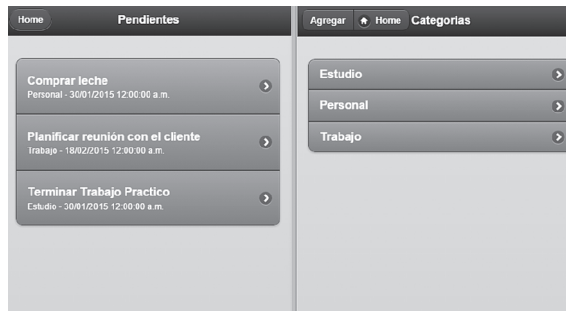 Home
Pendientes
Comprar leche
Personal - 30/01/2015 12:00:00 a.m.
Planificar reunión con el cliente
Trabajo - 18/02/2015 12:00:00 a.m.
Terminar Trabajo Practico
Estudio - 30/01/2015 12:00:00 a.m.
Agregar Home Categorias
Estudio
Personal
Trabajo